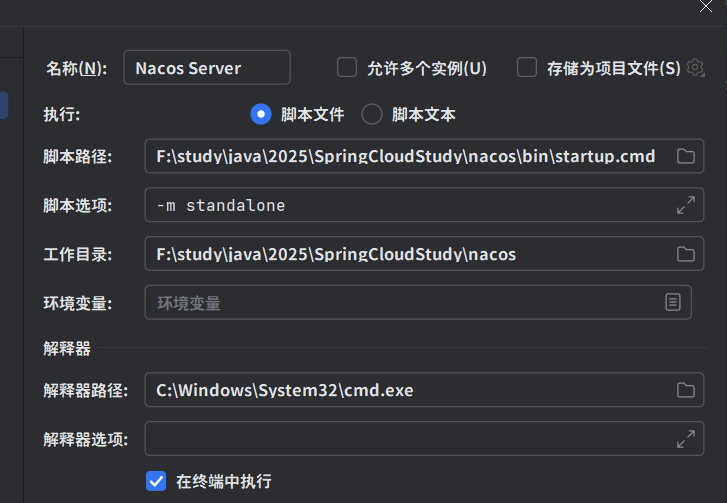 名称(N): Nacos Server 允许多个实例(U) 存储为项目文件(S)
执行: 脚本文件 脚本文本
脚本路径: F:\study\java\2025\SpringCloudStudy\nacos\bin\startup.cmd
脚本选项: -m standalone
工作目录: F:\study\java\2025\SpringCloudStudy\nacos
环境变量: 环境变量
解释器
解释器路径: C:\Windows\System32\cmd.exe
解释器选项:
在终端中执行